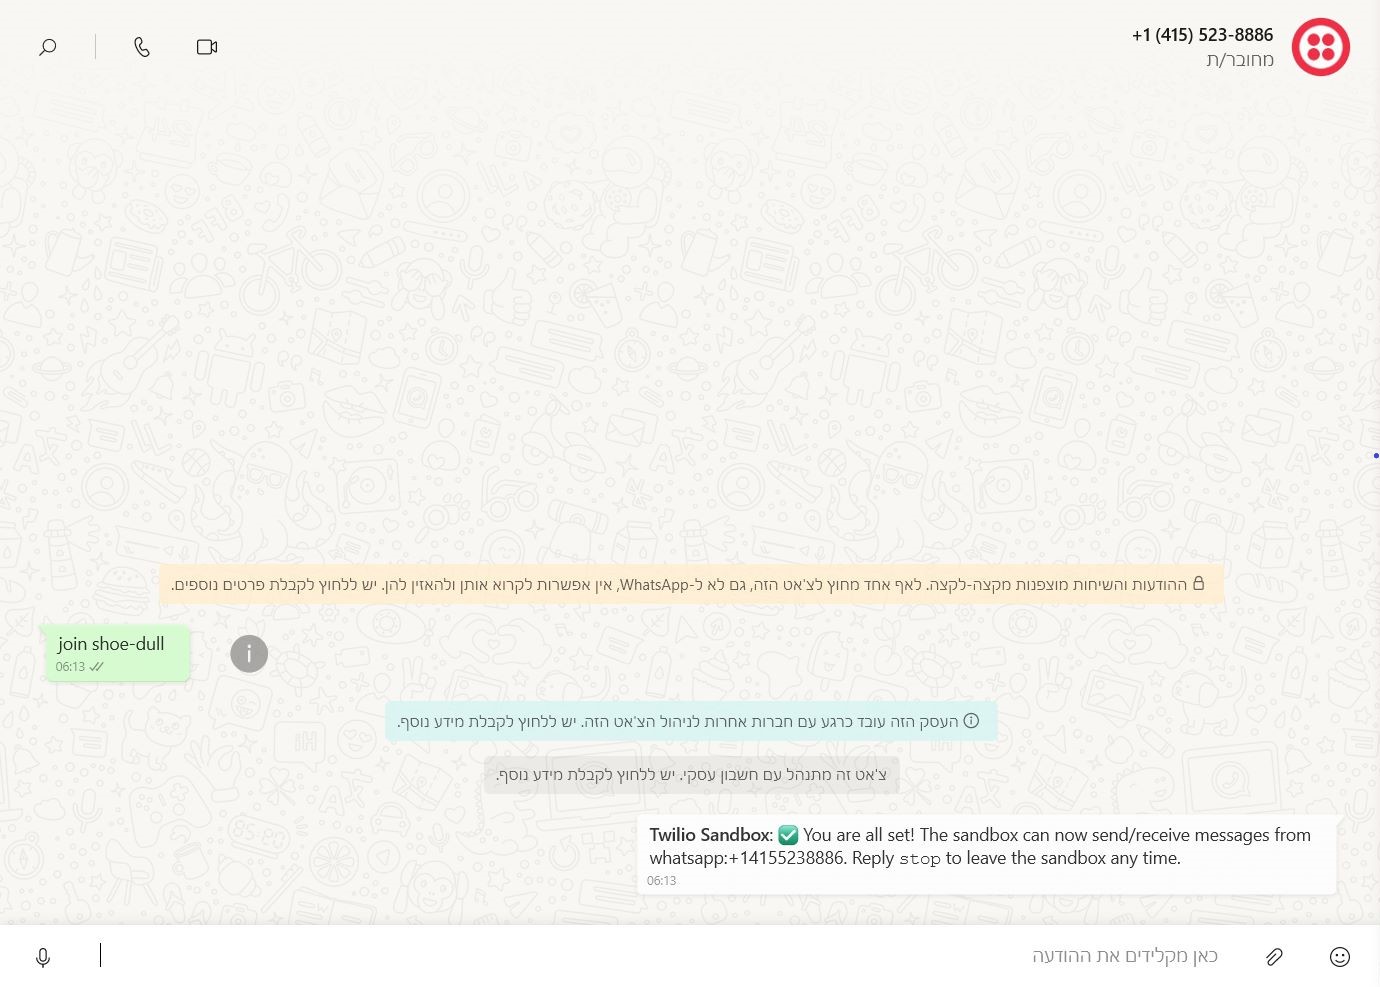 +1 (415) 523-8886
מחובר/ת
ההודעות והשיחות מוצפנות מקצה-לקצה. לאף אחד מחוץ לצ'אט הזה, גם לא ל-WhatsApp, אין אפשרות לקרוא אותן ולהאזין להן. יש ללחוץ לקבלת פרטים נוספים.
join shoe-dull
06:13
העסק הזה עובד כרגע עם חברות אחרות לניהול הצ'אט הזה. יש ללחוץ לקבלת מידע נוסף.
צ'אט זה מתנהל עם חשבון עסקי. יש ללחוץ לקבלת מידע נוסף.
Twilio Sandbox: ✅ You are all set! The sandbox can now send/receive messages from
whatsapp:+14155238886. Reply stop to leave the sandbox any time.
06:13
כאן מקלידים את ההודעה